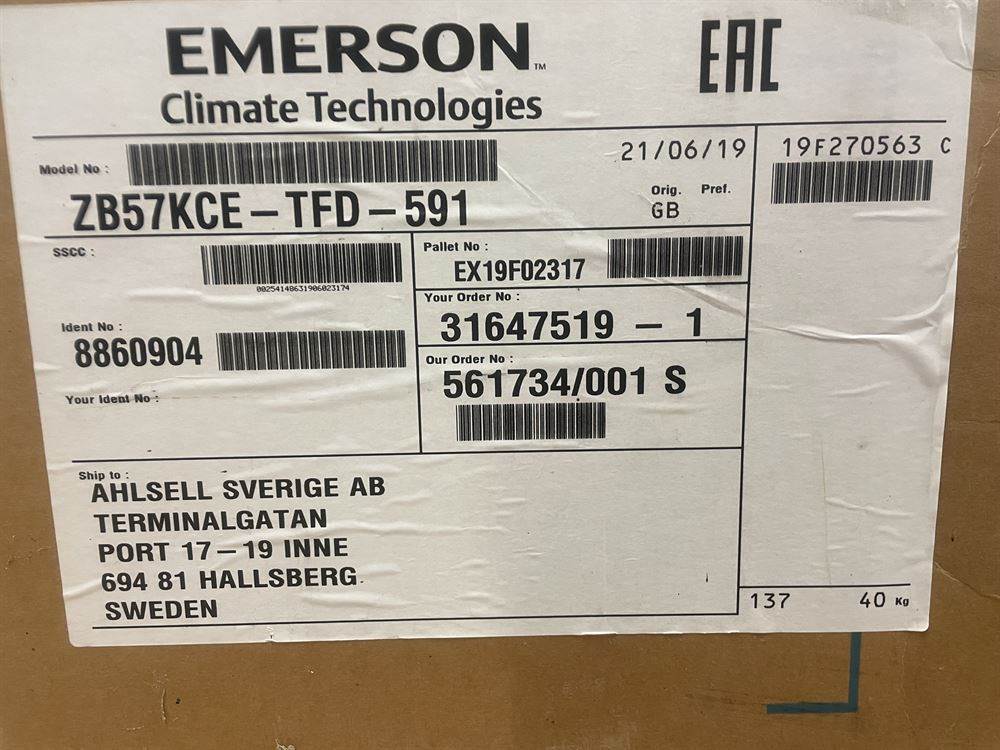 EMERSON™
Climate Technologies
EAC
Model No :
ZB57KCE-TFD-591
21/06/19
Orig. Pref.
GB
19F270563 C
SSCC :
00254148631906023174
Pallet No :
EX19F02317
Your Order No :
31647519 - 1
Ident No :
8860904
Our Order No :
561734/001 S
Your Ident No :
Ship to :
AHLSELL SVERIGE AB
TERMINALGATAN
PORT 17-19 INNE
694 81 HALLSBERG
SWEDEN
137 40 Kg